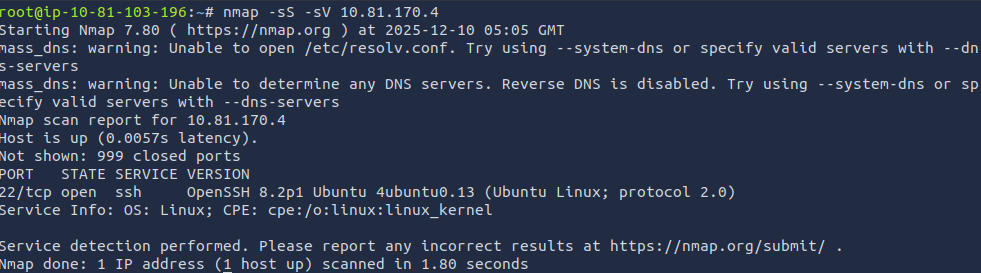 root@ip-10-81-103-196:~# nmap -sS -sV 10.81.170.4
Starting Nmap 7.80 ( https://nmap.org ) at 2025-12-10 05:05 GMT
mass_dns: warning: Unable to open /etc/resolv.conf. Try using --system-dns or specify valid servers with --dn
s-servers
mass_dns: warning: Unable to determine any DNS servers. Reverse DNS is disabled. Try using --system-dns or sp
ecify valid servers with --dns-servers
Nmap scan report for 10.81.170.4
Host is up (0.0057s latency).
Not shown: 999 closed ports
PORT   STATE SERVICE VERSION
22/tcp open  ssh     OpenSSH 8.2p1 Ubuntu 4ubuntu0.13 (Ubuntu Linux; protocol 2.0)
Service Info: OS: Linux; CPE: cpe:/o:linux:linux_kernel

Service detection performed. Please report any incorrect results at https://nmap.org/submit/ .
Nmap done: 1 IP address (1 host up) scanned in 1.80 seconds